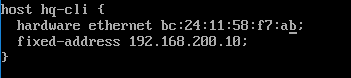 host hq-cli {
  hardware ethernet bc:24:11:58:f7:ab;
  fixed-address 192.168.200.10;
}